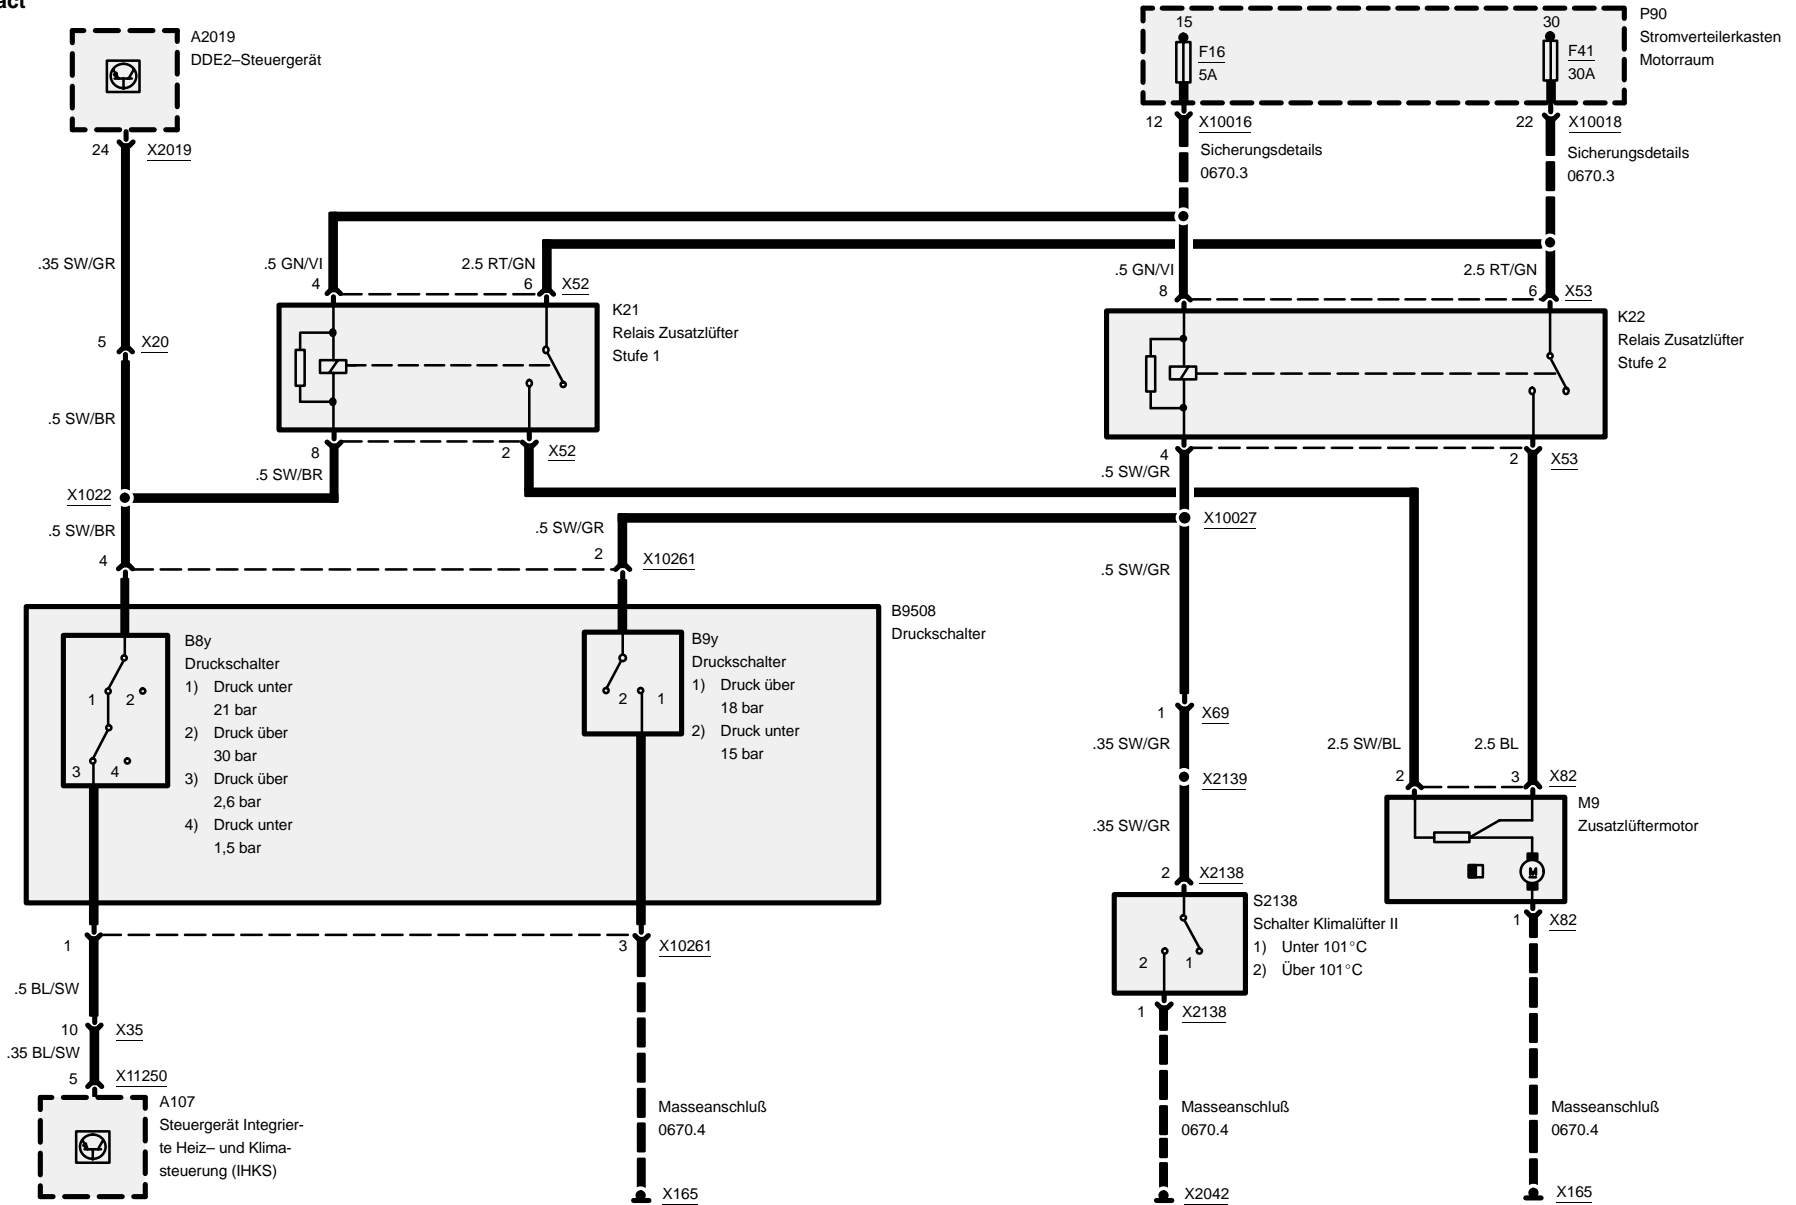 act
A2019
DDE2–Steuergerät
24 X2019
.35 SW/GR
5 X20
.5 SW/BR
X1022
.5 SW/BR
4
15
F16
5A
30
F41
30A
P90
Stromverteilerkasten
Motorraum
12 X10016
Sicherungsdetails
0670.3
22 X10018
Sicherungsdetails
0670.3
.5 GN/VI
4
2.5 RT/GN
6 X52
K21
Relais Zusatzlüfter
Stufe 1
8
.5 SW/BR
2 X52
.5 GN/VI
8
2.5 RT/GN
6 X53
K22
Relais Zusatzlüfter
Stufe 2
4
.5 SW/GR
2 X53
X10027
.5 SW/GR
2 X10261
.5 SW/GR
B9508
Druckschalter
B8y
Druckschalter
1) Druck unter
21 bar
2) Druck über
30 bar
3) Druck über
2,6 bar
4) Druck unter
1,5 bar
1 2
3 4
B9y
Druckschalter
1) Druck über
18 bar
2) Druck unter
15 bar
2 1
1 X69
.35 SW/GR
X2139
.35 SW/GR
2 X2138
S2138
Schalter Klimalüfter II
1) Unter 101°C
2) Über 101°C
2 1
1 X2138
2.5 SW/BL
2
2.5 BL
3 X82
M9
Zusatzlüftermotor
M
1 X82
1
3 X10261
.5 BL/SW
10 X35
.35 BL/SW
5 X11250
A107
Steuergerät Integrier-
te Heiz– und Klima-
steuerung (IHKS)
Masseanschluß
0670.4
X165
Masseanschluß
0670.4
X2042
Masseanschluß
0670.4
X165